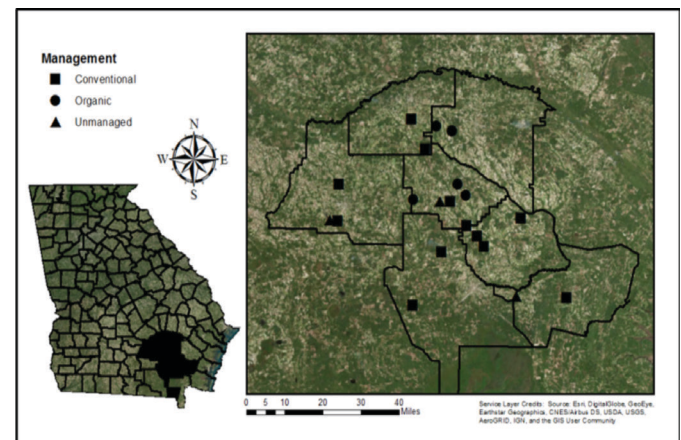 Management
Conventional
Organic
Unmanaged
N
W E
S
0 5 10 20 30 40
Miles
Service Layer Credits: Source: Esri, DigitalGlobe, GeoEye,
Earthstar Geographics, CNES/Airbus DS, USDA, USGS,
AeroGRID, IGN, and the GIS User Community